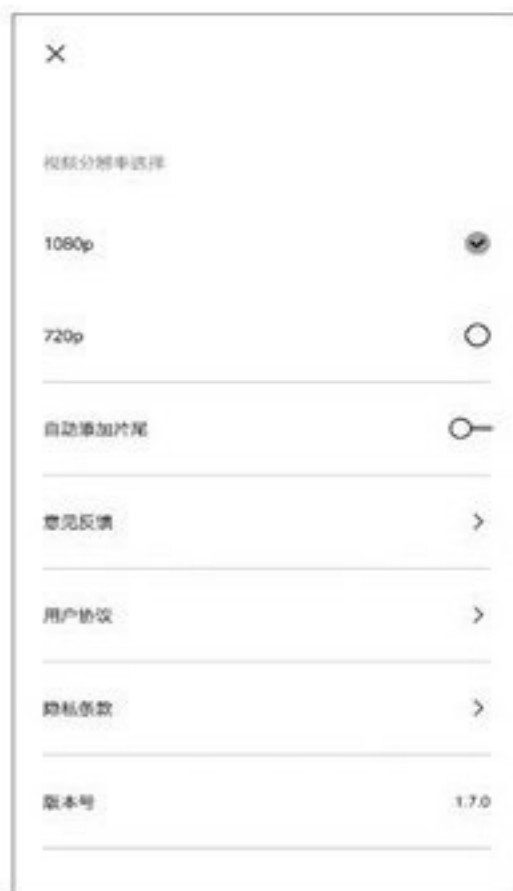 视频分辨率选择
1080p
720p
自动添加片尾
意见反馈
用户协议
隐私条款
版本号 1.7.0